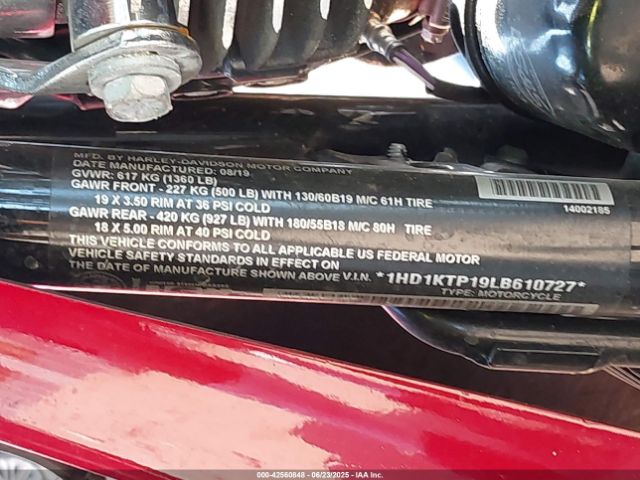 MFD. BY HARLEY-DAVIDSON MOTOR COMPANY
DATE MANUFACTURED: 08/19
GVWR: 617 KG (1360 LB)
GAWR FRONT - 227 KG (500 LB) WITH 130/60B19 M/C 61H TIRE
19 X 3.50 RIM AT 36 PSI COLD
GAWR REAR - 420 KG (927 LB) WITH 180/55B18 M/C 80H TIRE
18 X 5.00 RIM AT 40 PSI COLD
THIS VEHICLE CONFORMS TO ALL APPLICABLE US FEDERAL MOTOR
VEHICLE SAFETY STANDARDS IN EFFECT ON
THE DATE OF MANUFACTURE SHOWN ABOVE V.I.N. *1HD1KTP19LB610727*
TYPE: MOTORCYCLE
14002185
000-42560848 - 06/23/2025 - IAA Inc.